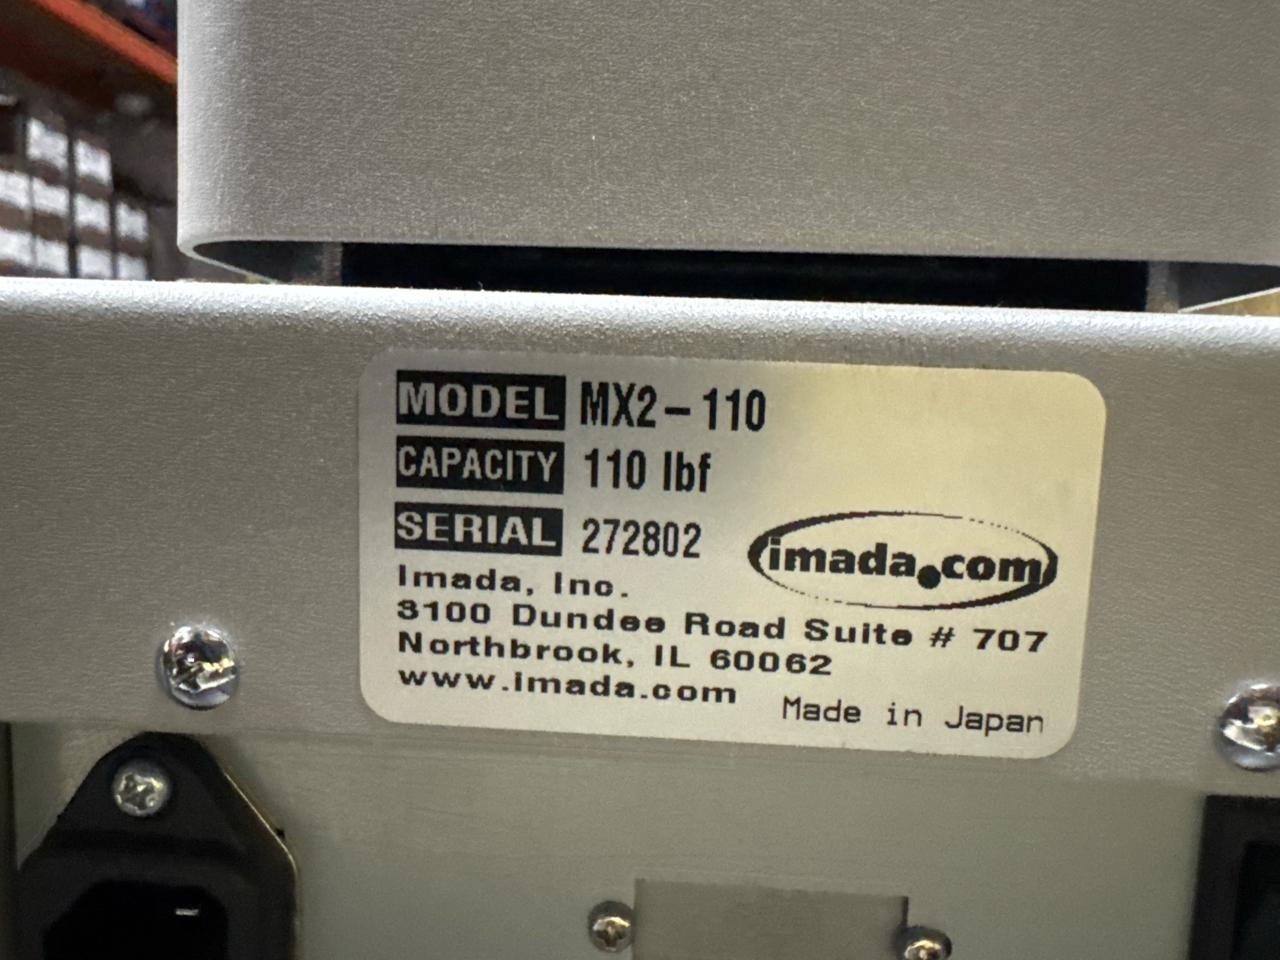 MODEL MX2-110
CAPACITY 110 lbf
SERIAL 272802
imada.com
Imada, Inc.
3100 Dundee Road Suite # 707
Northbrook, IL 60062
www.imada.com
Made in Japan